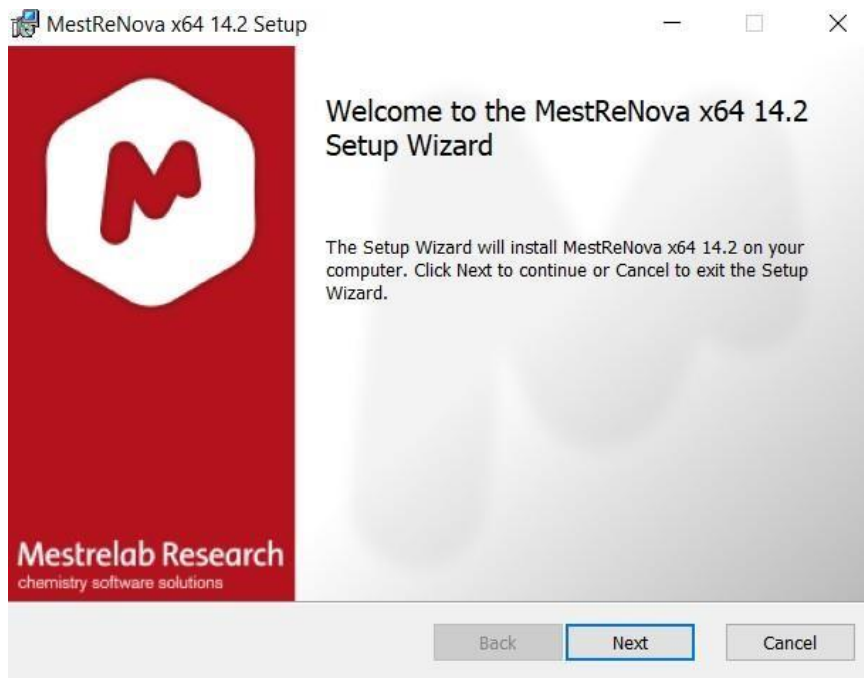 MestReNova x64 14.2 Setup
Welcome to the MestReNova x64 14.2
Setup Wizard
The Setup Wizard will install MestReNova x64 14.2 on your
computer. Click Next to continue or Cancel to exit the Setup
Wizard.
Mestrelab Research
chemistry software solutions
Back Next Cancel